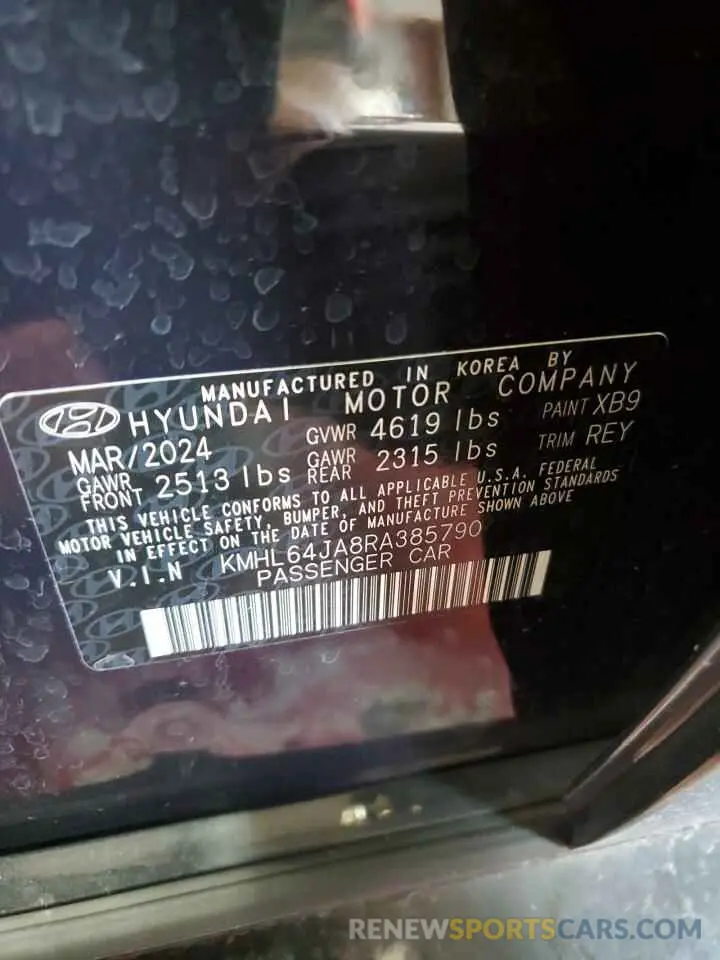 MANUFACTURED IN KOREA BY
HYUNDAI MOTOR COMPANY
MAR/2024 GVWR 4619 lbs PAINT XB9
GAWR FRONT 2513 lbs GAWR REAR 2315 lbs TRIM REY
THIS VEHICLE CONFORMS TO ALL APPLICABLE U.S.A. FEDERAL
MOTOR VEHICLE SAFETY, BUMPER, AND THEFT PREVENTION STANDARDS
IN EFFECT ON THE DATE OF MANUFACTURE SHOWN ABOVE
V.I.N KMHL64JA8RA385790
PASSENGER CAR
RENEWSPORTSCARS.COM